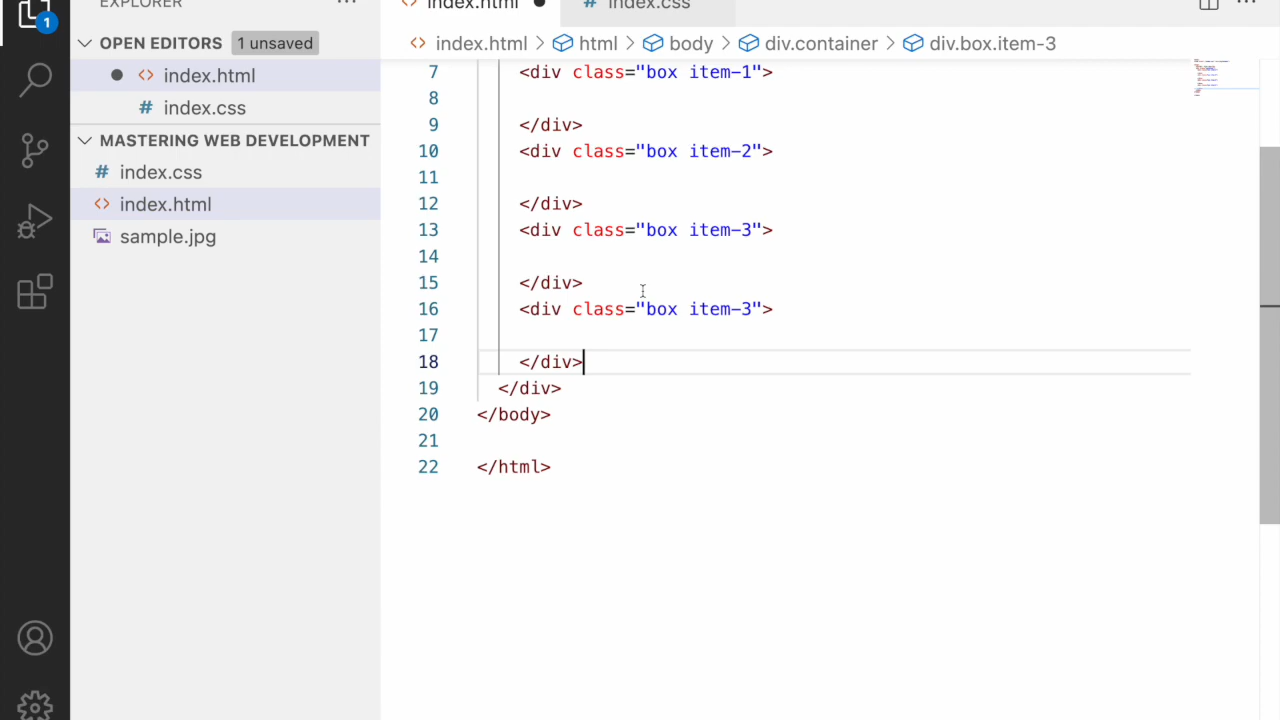 EXPLORER ...
index.html ● # index.css ...
1
OPEN EDITORS 1 unsaved
● <> index.html
# index.css
MASTERING WEB DEVELOPMENT
# index.css
<> index.html
sample.jpg
<> index.html > html > body > div.container > div.box.item-3
7 <div class="box item-1">
8
9 </div>
10 <div class="box item-2">
11
12 </div>
13 <div class="box item-3">
14
15 </div>
16 <div class="box item-3">
17
18 </div>
19 </div>
20 </body>
21
22 </html>